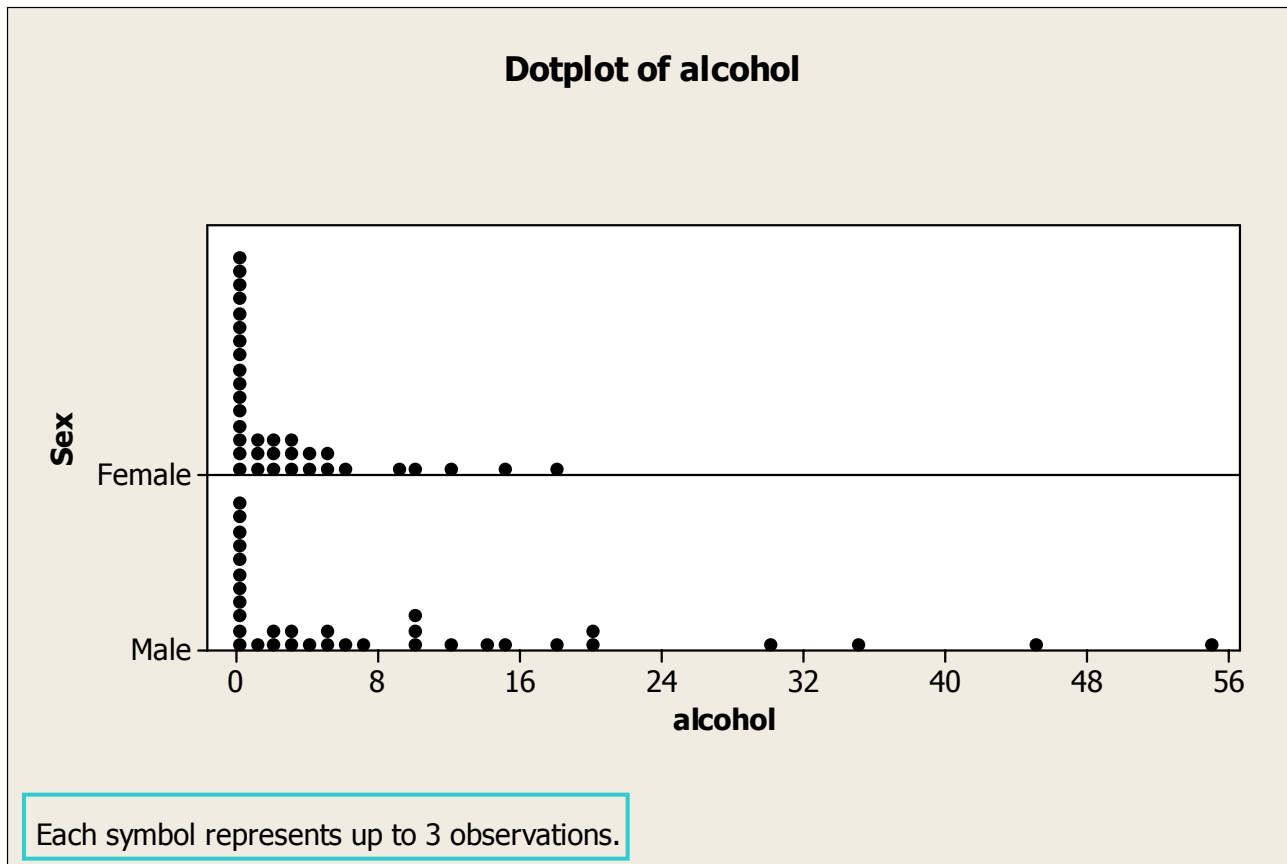 Dotplot of alcohol
Sex
Female
Male
0 8 16 24 32 40 48 56
alcohol
Each symbol represents up to 3 observations.